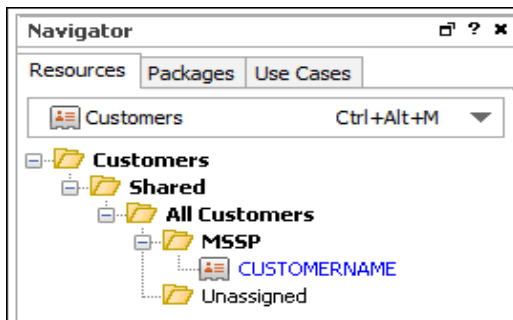 Navigator ?
Resources Packages Use Cases
Customers Ctrl+Alt+M
Customers
Shared
All Customers
MSSP
CUSTOMERNAME
Unassigned